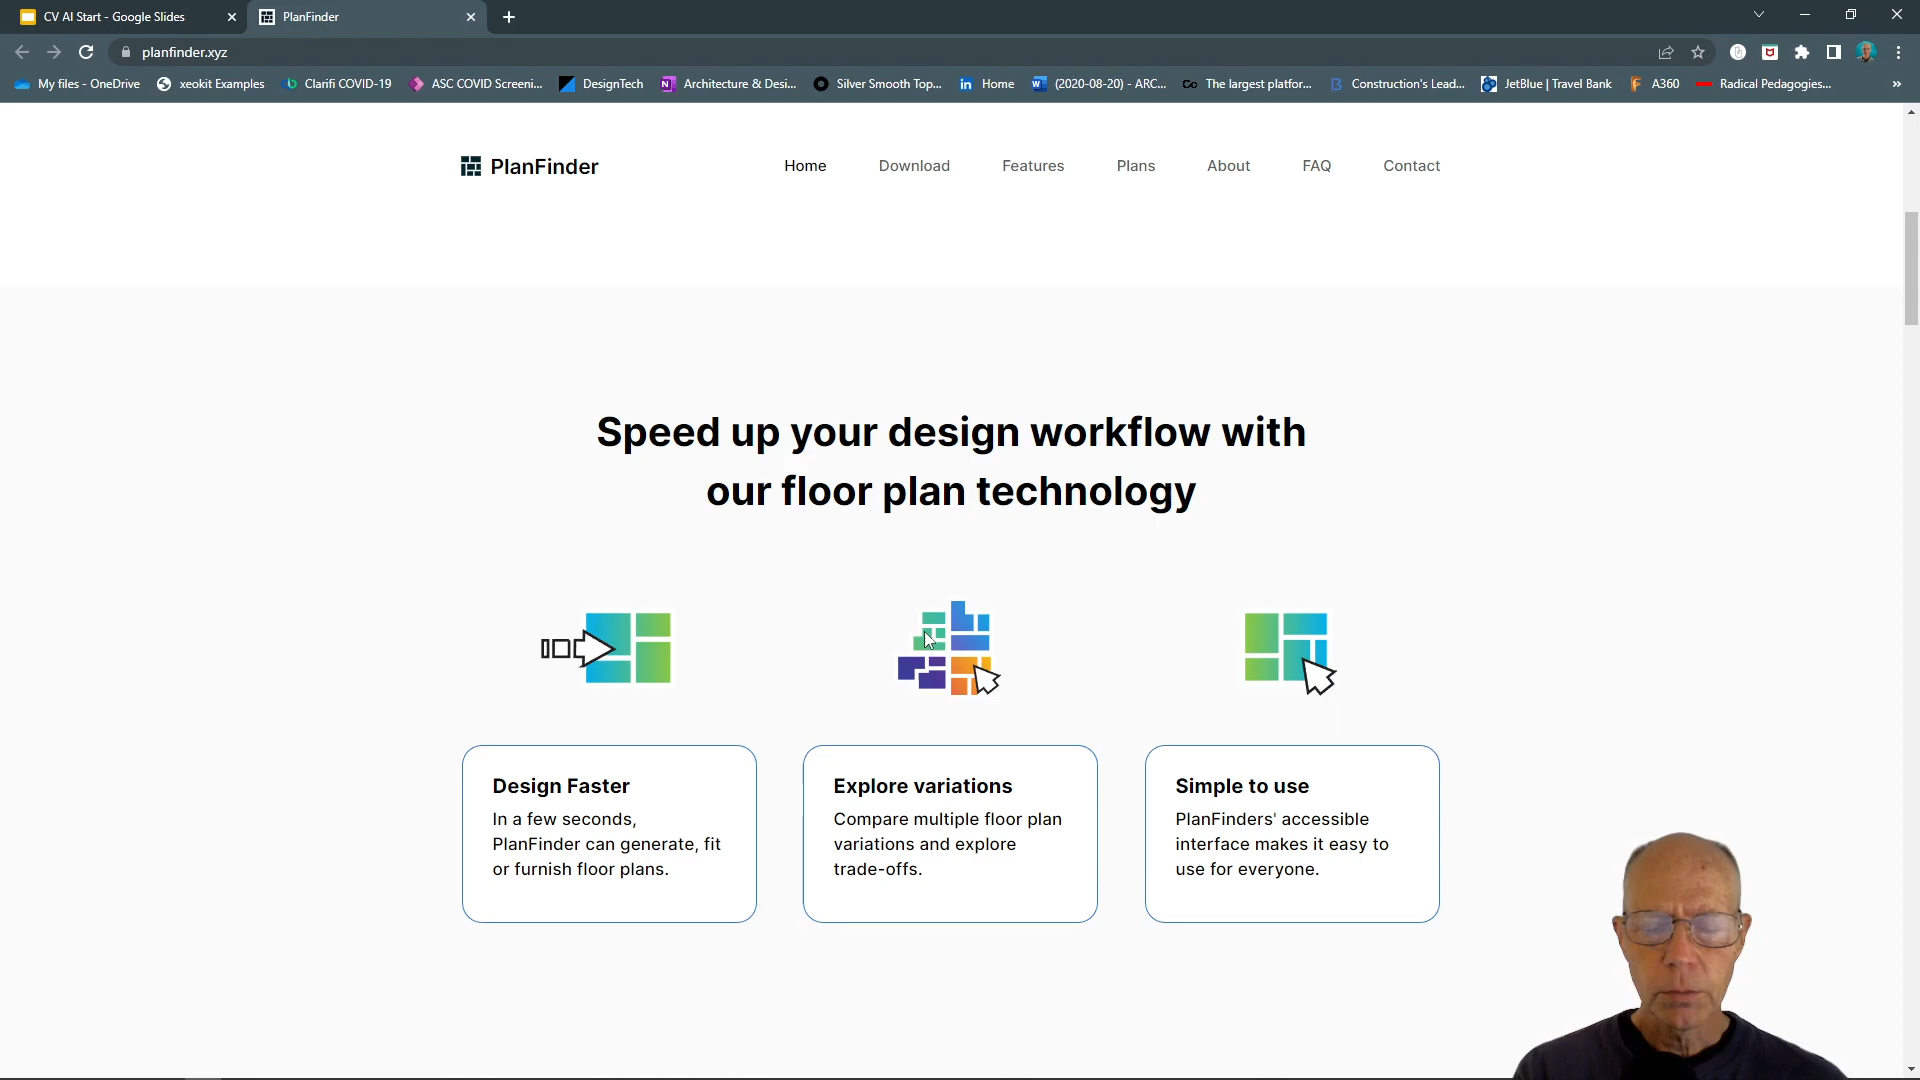 CV AI Start - Google Slides
PlanFinder
planfinder.xyz
My files - OneDrive
xeokit Examples
Clarifi COVID-19
ASC COVID Screeni...
DesignTech
Architecture & Desi...
Silver Smooth Top...
Home
(2020-08-20) - ARC...
The largest platfor...
Construction's Lead...
JetBlue | Travel Bank
A360
Radical Pedagogies...
PlanFinder
Home
Download
Features
Plans
About
FAQ
Contact
Speed up your design workflow with
our floor plan technology
Design Faster
In a few seconds,
PlanFinder can generate, fit
or furnish floor plans.
Explore variations
Compare multiple floor plan
variations and explore
trade-offs.
Simple to use
PlanFinders' accessible
interface makes it easy to
use for everyone.